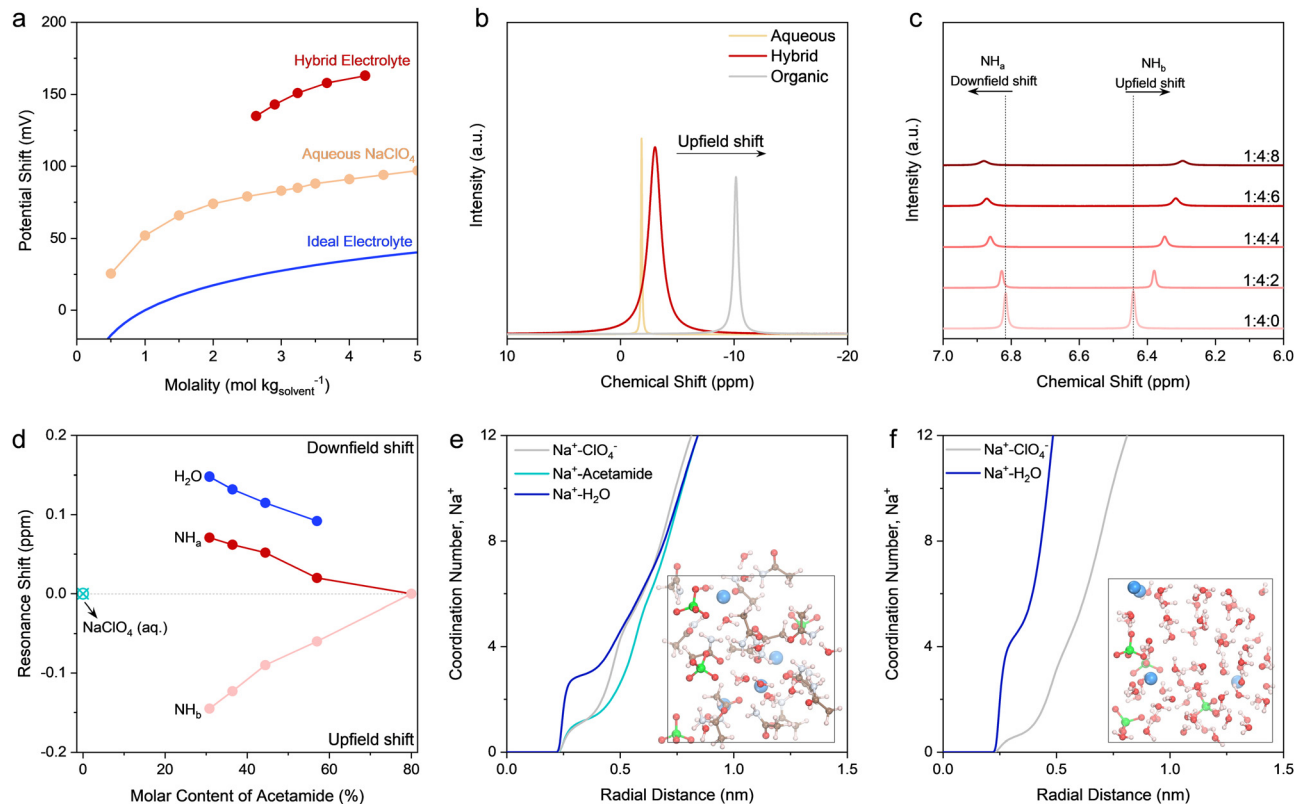 a
200
150
100
50
0
Potential Shift (mV)
Hybrid Electrolyte
Aqueous NaClO₄
Ideal Electrolyte
0 1 2 3 4 5
Molality (mol kg_solvent⁻¹)
b
Intensity (a.u.)
Aqueous
Hybrid
Organic
Upfield shift
10 0 -10 -20
Chemical Shift (ppm)
c
Intensity (a.u.)
NHₐ
Downfield shift
NH_b
Upfield shift
1:4:8
1:4:6
1:4:4
1:4:2
1:4:0
7.0 6.8 6.6 6.4 6.2 6.0
Chemical Shift (ppm)
d
0.2
0.1
0.0
-0.1
-0.2
Resonance Shift (ppm)
Downfield shift
H₂O
NHₐ
NaClO₄ (aq.)
NH_b
Upfield shift
0 20 40 60 80
Molar Content of Acetamide (%)
e
12
8
4
0
Coordination Number, Na⁺
Na⁺-ClO₄⁻
Na⁺-Acetamide
Na⁺-H₂O
0.0 0.5 1.0 1.5
Radial Distance (nm)
f
12
8
4
0
Coordination Number, Na⁺
Na⁺-ClO₄⁻
Na⁺-H₂O
0.0 0.5 1.0 1.5
Radial Distance (nm)